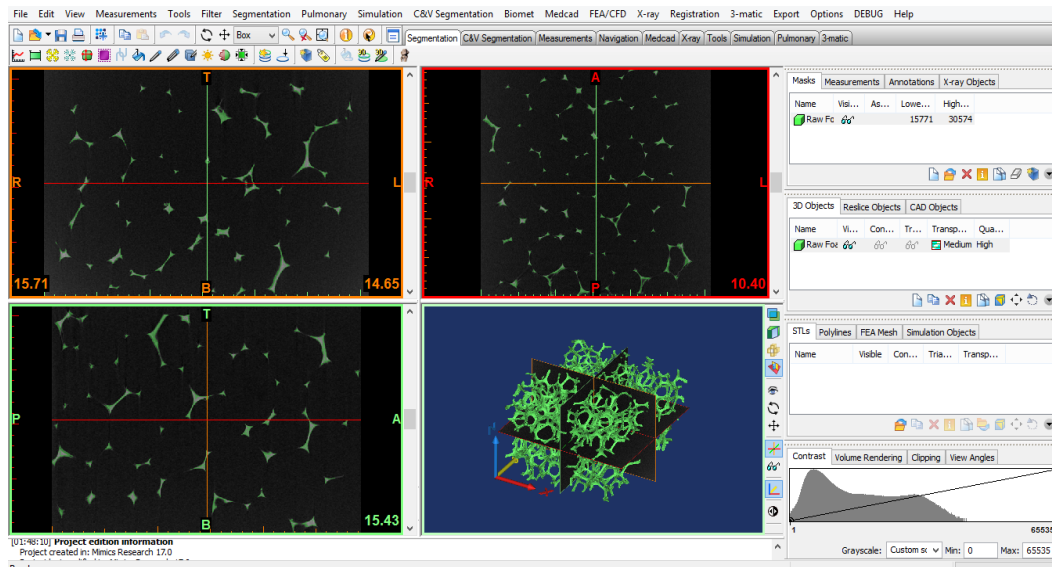 File Edit View Measurements Tools Filter Segmentation Pulmonary Simulation C&V Segmentation Biomet Medcad FEA/CFD X-ray Registration 3-matic Export Options DEBUG Help
Box
Segmentation C&V Segmentation Measurements Navigation Medcad X-ray Tools Simulation Pulmonary 3-matic
T
R
L
B
15.71
14.65
A
R
L
P
10.40
T
P
A
B
15.43
Masks Measurements Annotations X-ray Objects
Name Visi... As... Lowe... High...
Raw Fo 15771 30574
3D Objects Reslice Objects CAD Objects
Name Vi... Con... Tr... Transp... Qua...
Raw Foa Medium High
STLs Polylines FEA Mesh Simulation Objects
Name Visible Con... Tria... Transp...
Contrast Volume Rendering Clipping View Angles
1 65535
Grayscale: Custom sc Min: 0 Max: 65535
[01:48:10] Project edition information
Project created in: Mimics Research 17.0